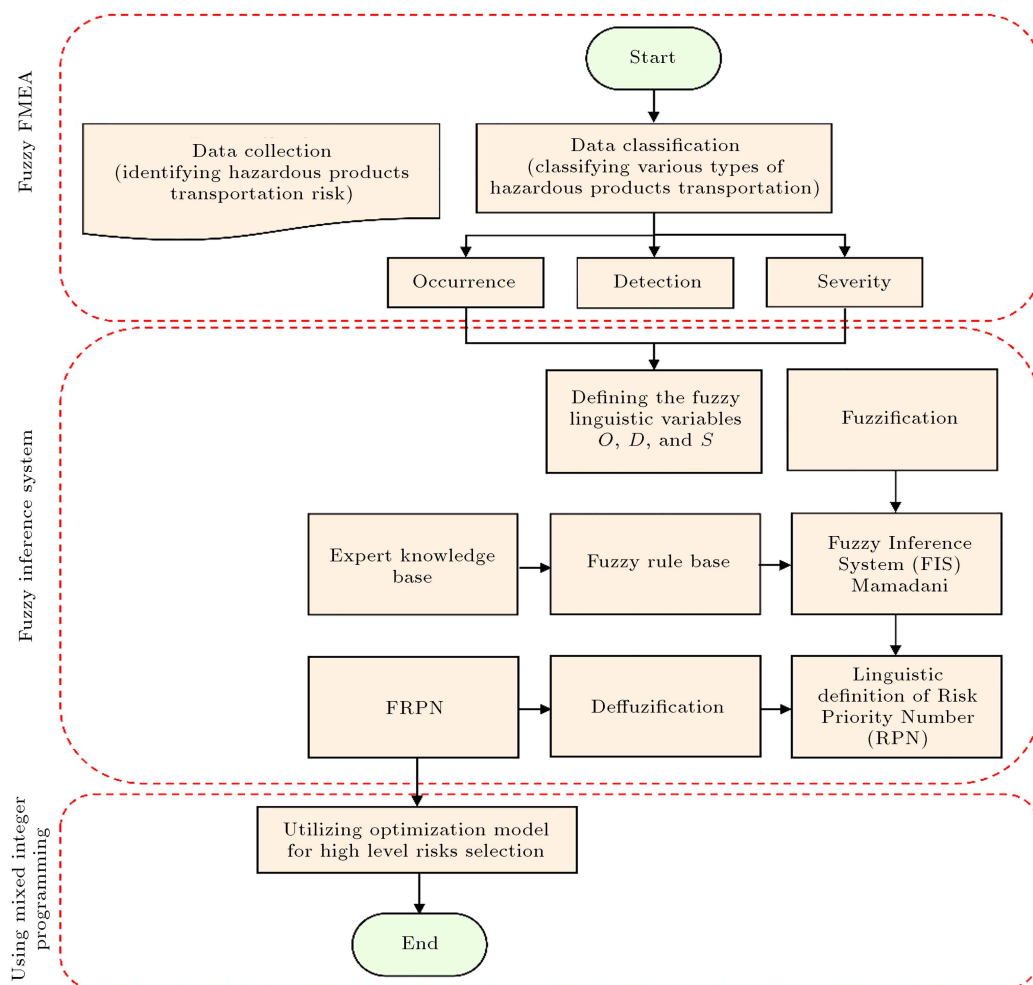 Fuzzy FMEA
Start
Data collection
(identifying hazardous products
transportation risk)
Data classification
(classifying various types of
hazardous products transportation)
Occurrence
Detection
Severity
Fuzzy inference system
Defining the fuzzy
linguistic variables
O, D, and S
Fuzzification
Expert knowledge
base
Fuzzy rule base
Fuzzy Inference
System (FIS)
Mamadani
FRPN
Deffuzification
Linguistic
definition of Risk
Priority Number
(RPN)
Using mixed integer
programming
Utilizing optimization model
for high level risks selection
End